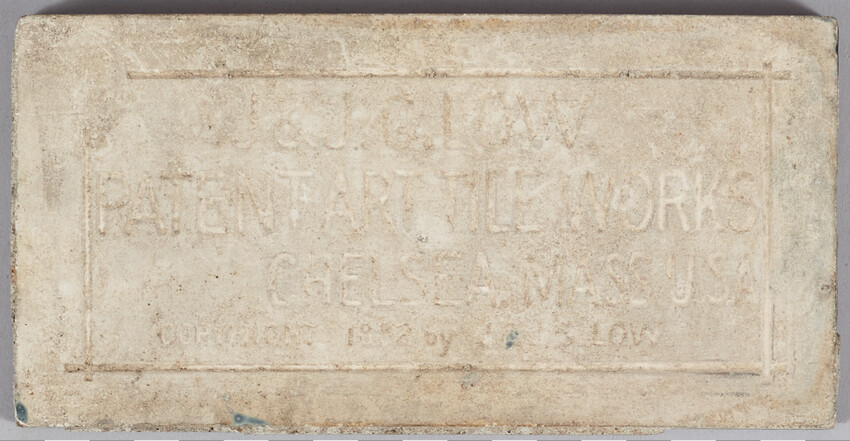 J. & J. G. LOW.
PATENT ART TILE WORKS
CHELSEA. MASS U.S.A
COPYRIGHT 1882 by LOW